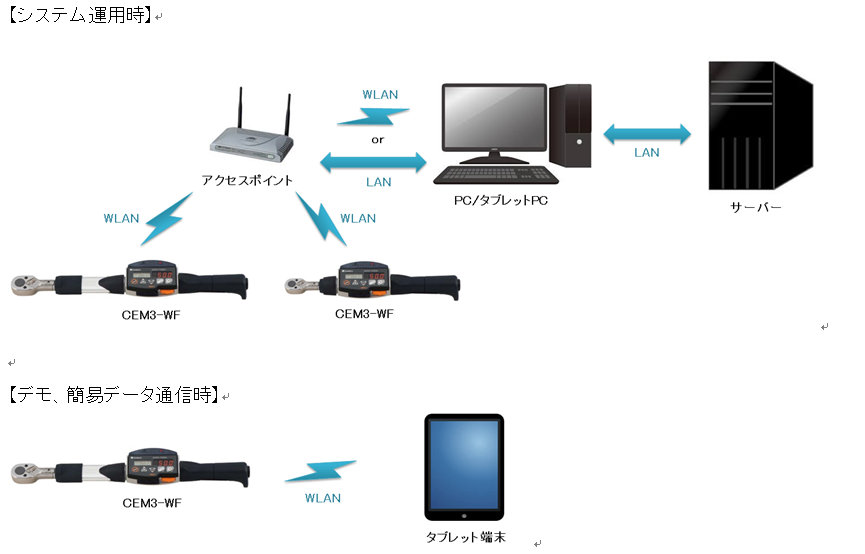 【システム運用時】
WLAN
or
LAN
アクセスポイント
PC/タブレットPC
LAN
サーバー
WLAN
WLAN
CEM3-WF
CEM3-WF
【デモ、簡易データ通信時】
WLAN
CEM3-WF
タブレット端末